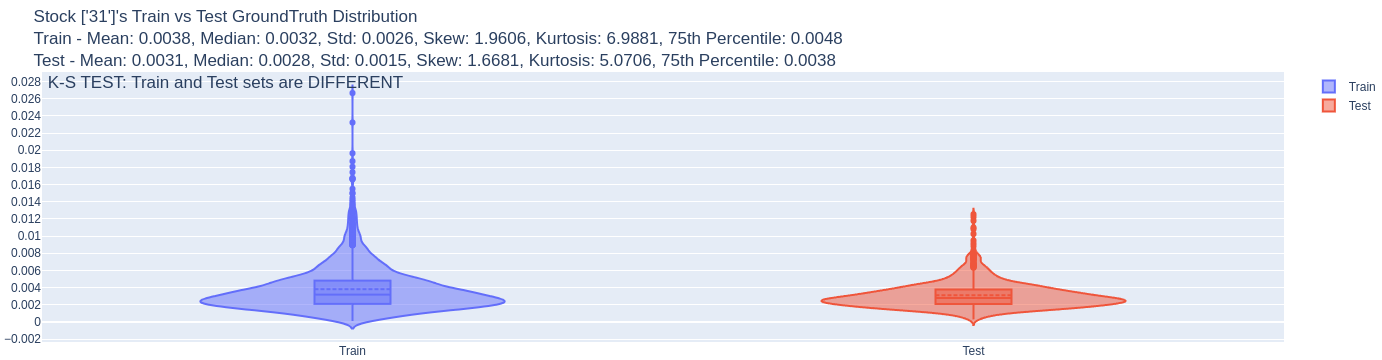 Stock ['31']'s Train vs Test GroundTruth Distribution
Train - Mean: 0.0038, Median: 0.0032, Std: 0.0026, Skew: 1.9606, Kurtosis: 6.9881, 75th Percentile: 0.0048
Test - Mean: 0.0031, Median: 0.0028, Std: 0.0015, Skew: 1.6681, Kurtosis: 5.0706, 75th Percentile: 0.0038
K-S TEST: Train and Test sets are DIFFERENT
0.028
0.026
0.024
0.022
0.02
0.018
0.016
0.014
0.012
0.01
0.008
0.006
0.004
0.002
0
−0.002
Train
Test
Train
Test